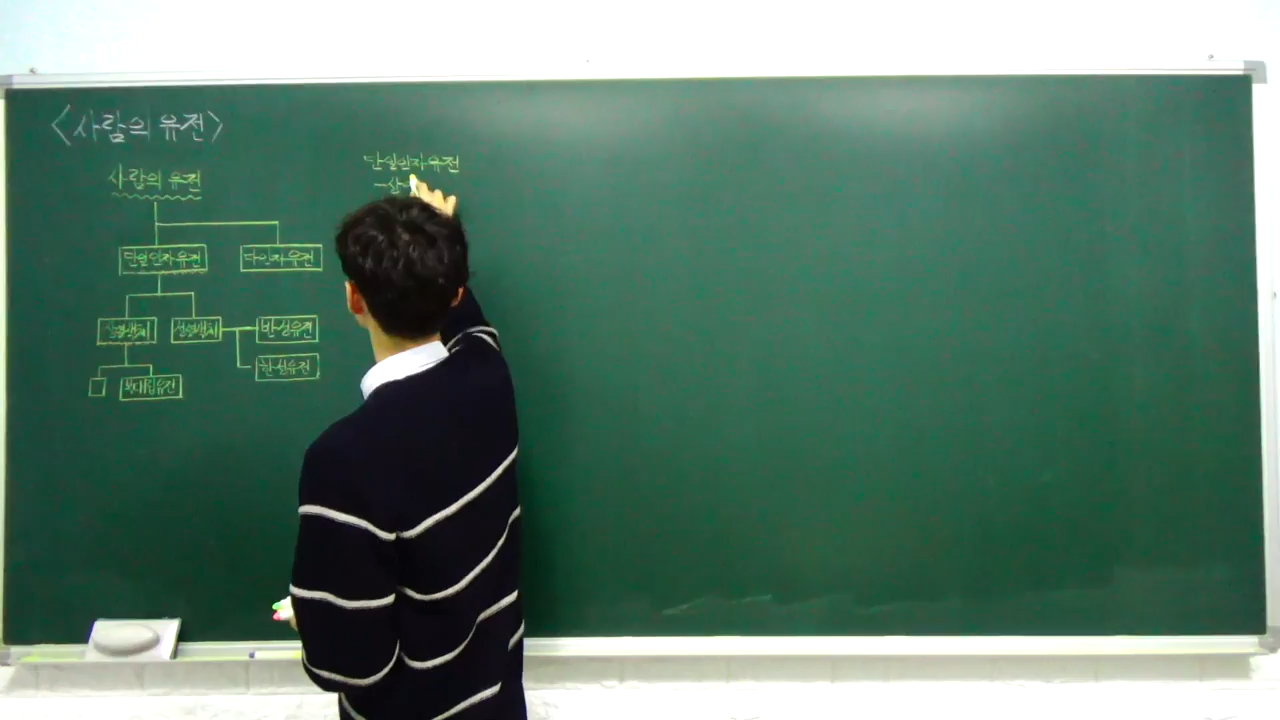 <사람의 유전>
사람의 유전
단일인자유전
다인자유전
상염색체
성염색체
반성유전
한성유전
복대립유전
단일인자유전
-상